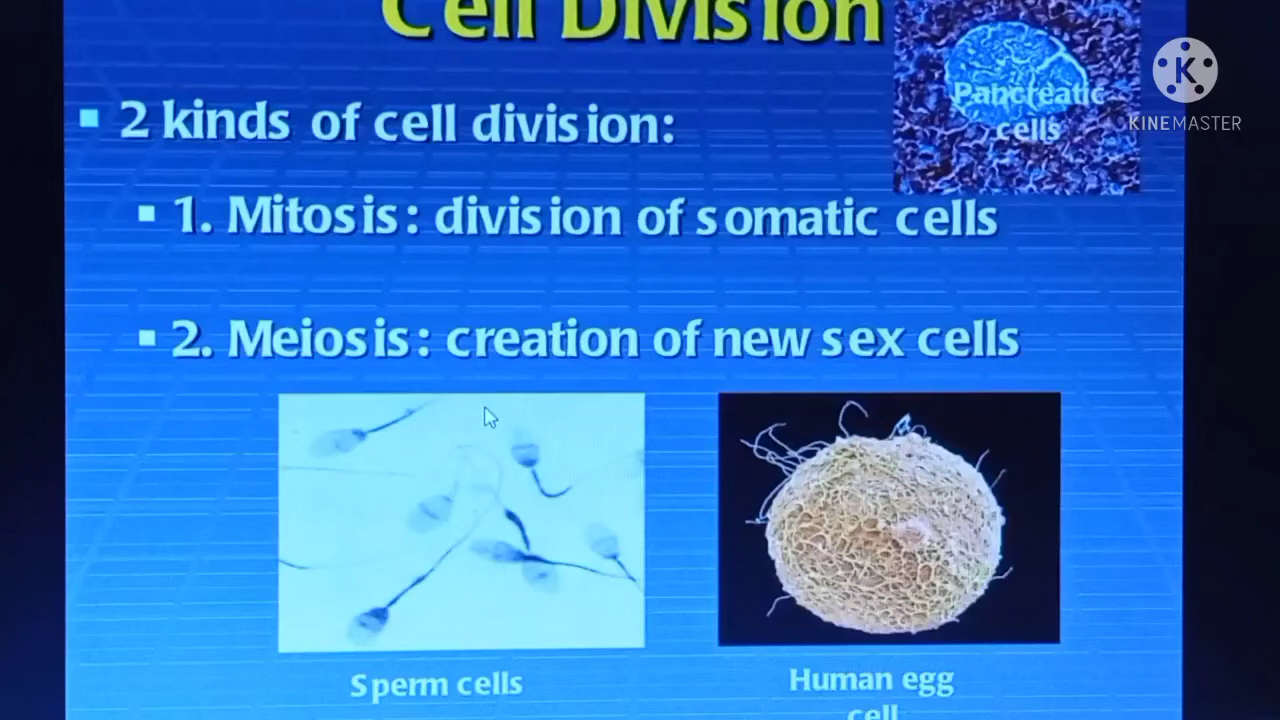 Cell Division
Pancreatic
cells
KINEMASTER
2 kinds of cell division:
1. Mitosis: division of somatic cells
2. Meiosis: creation of new sex cells
Sperm cells
Human egg
cell